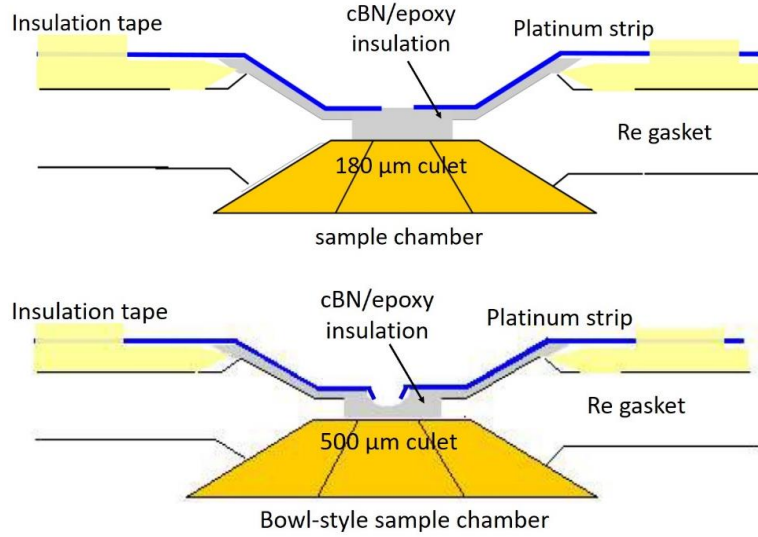 Insulation tape
cBN/epoxy
insulation
Platinum strip
Re gasket
180 μm culet
sample chamber
Insulation tape
cBN/epoxy
insulation
Platinum strip
Re gasket
500 μm culet
Bowl-style sample chamber